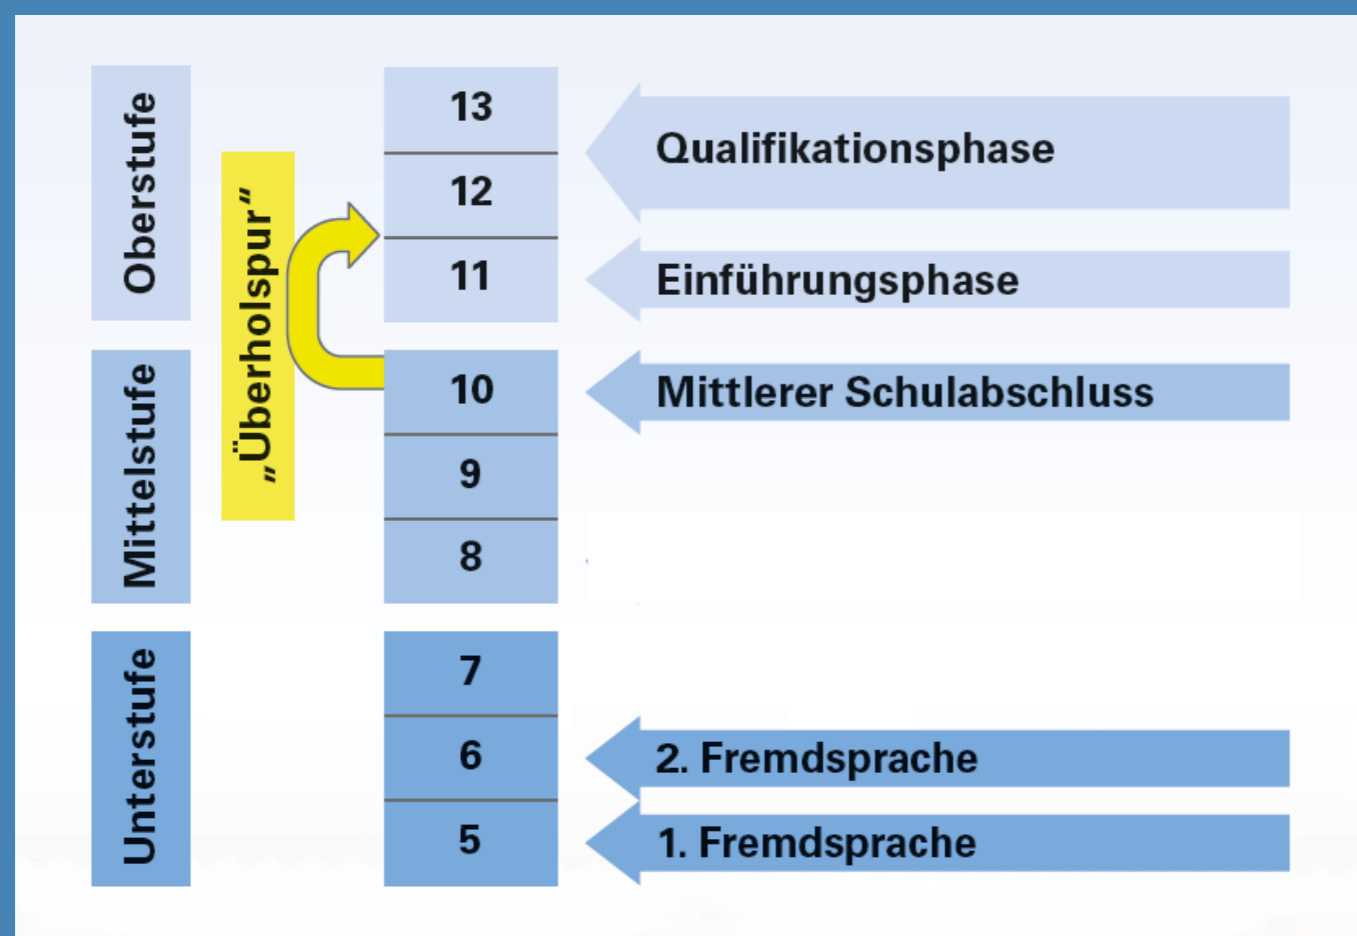 Oberstufe
Mittelstufe
Unterstufe
„Überholspur“
13
12
11
10
9
8
7
6
5
Qualifikationsphase
Einführungsphase
Mittlerer Schulabschluss
2. Fremdsprache
1. Fremdsprache